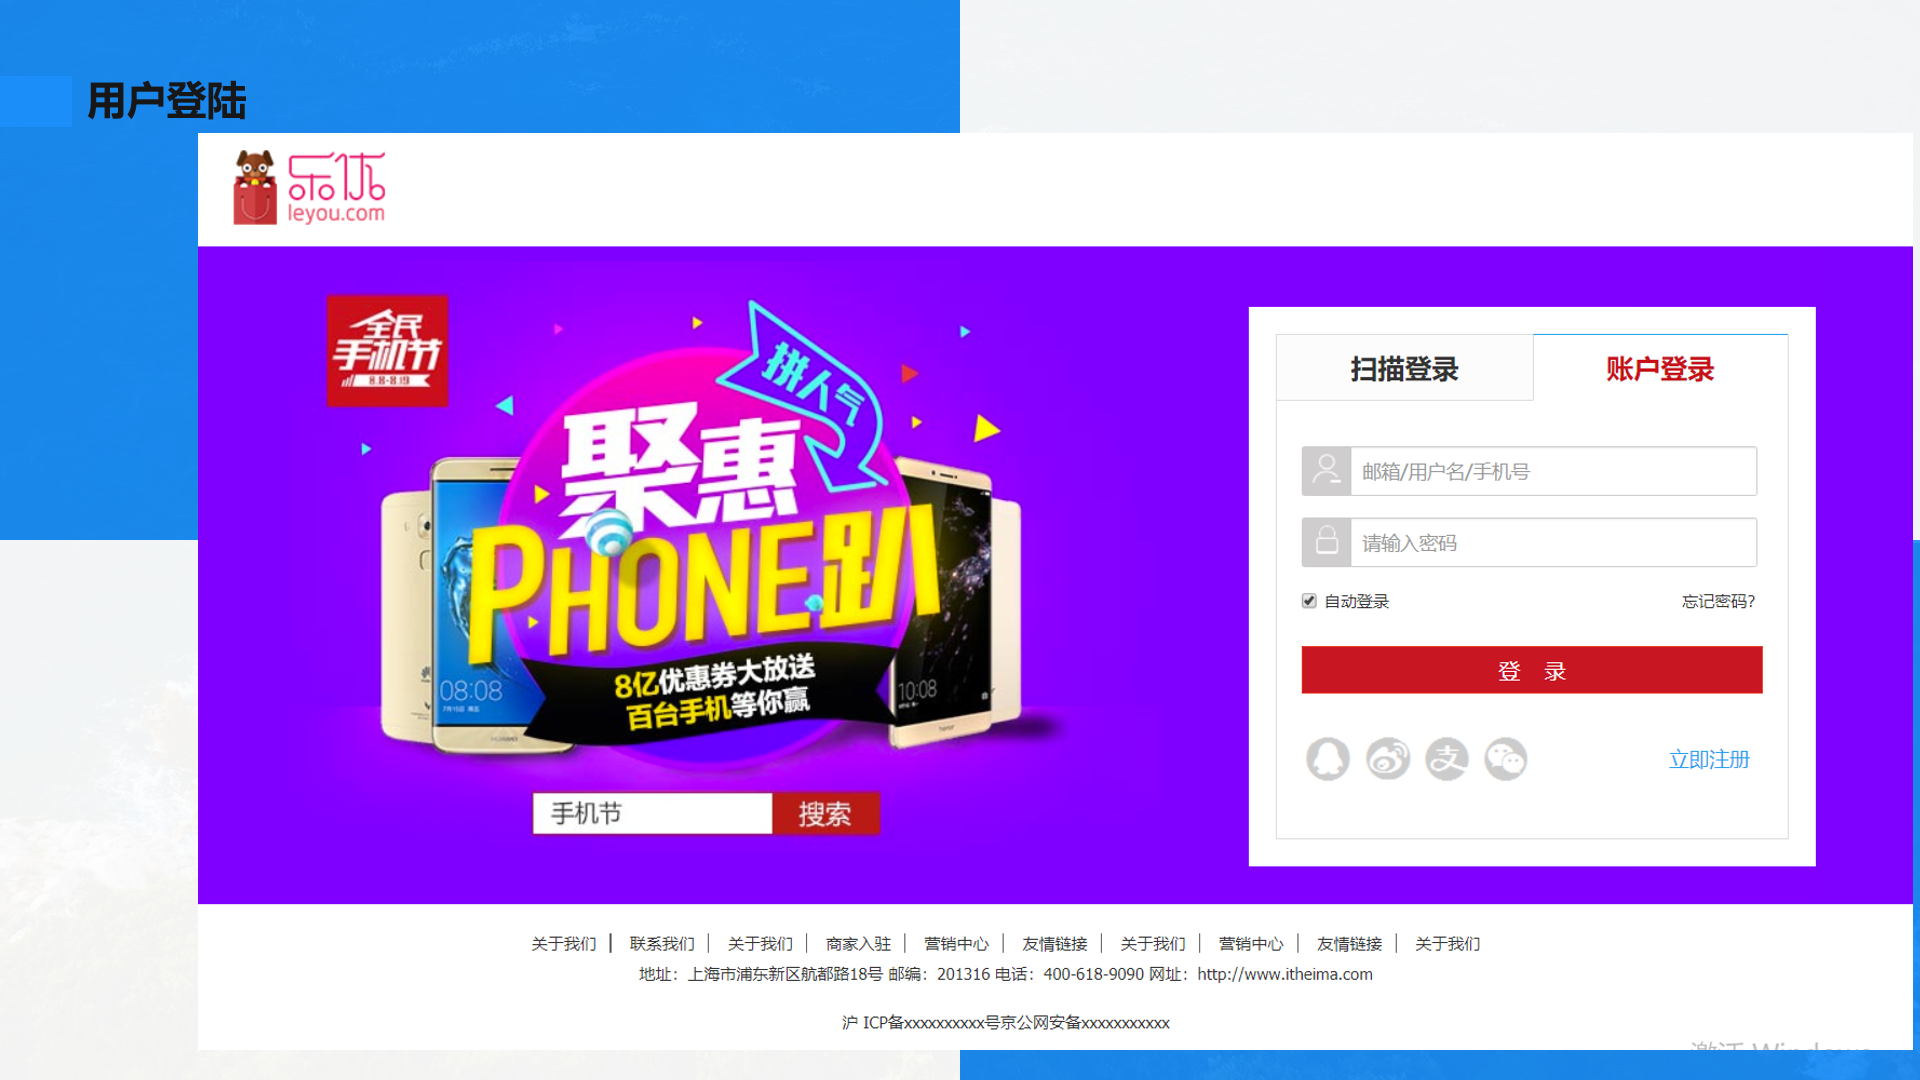 用户登陆
乐优
leyou.com
全民
手机节
8.8-8.19
拼人气
聚惠
PHONE趴
8亿优惠券大放送
百台手机等你赢
08:08
10:08
手机节
搜索
扫描登录 账户登录
邮箱/用户名/手机号
请输入密码
自动登录 忘记密码?
登 录
立即注册
关于我们 | 联系我们 | 关于我们 | 商家入驻 | 营销中心 | 友情链接 | 关于我们 | 营销中心 | 友情链接 | 关于我们
地址：上海市浦东新区航都路18号 邮编：201316 电话：400-618-9090 网址：http://www.itheima.com
沪 ICP备xxxxxxxxxx号京公网安备xxxxxxxxxxx
激活 Windows